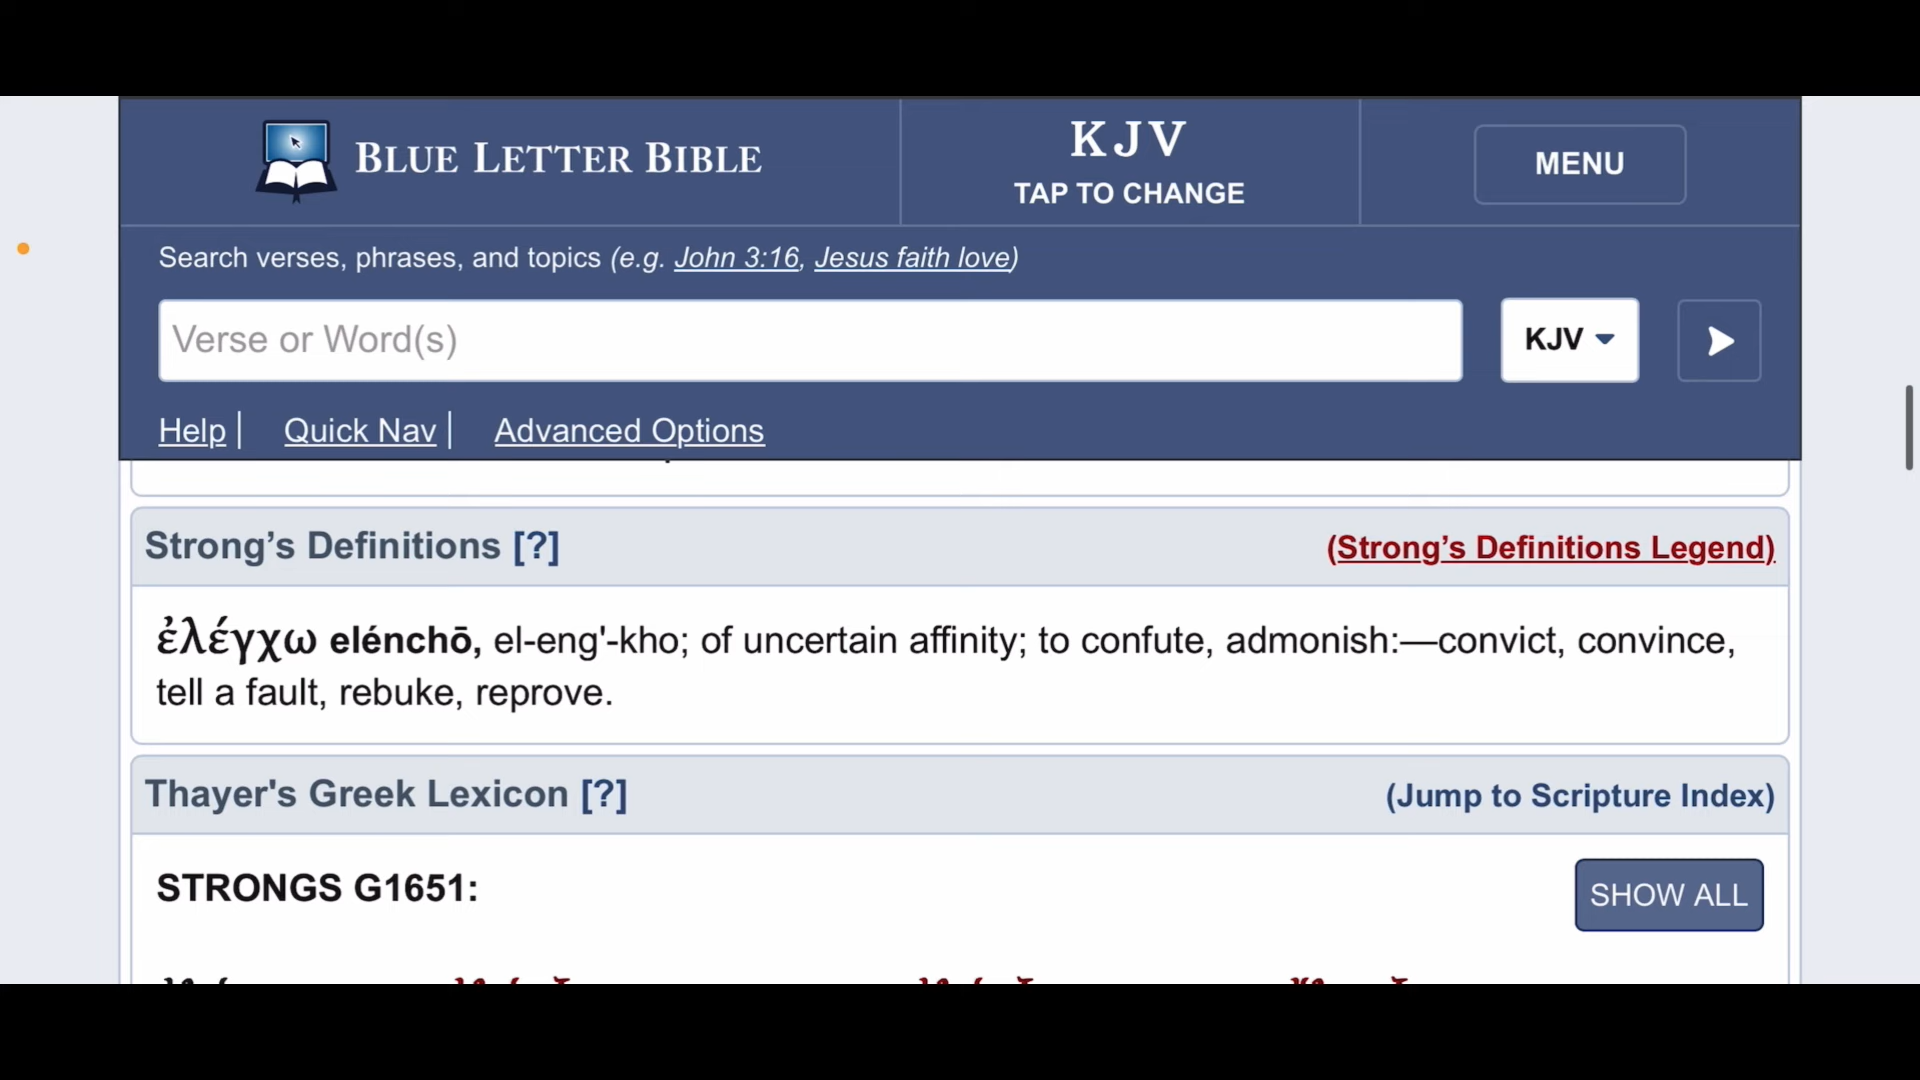 BLUE LETTER BIBLE
KJV
TAP TO CHANGE
MENU
Search verses, phrases, and topics (e.g. John 3:16, Jesus faith love)
Verse or Word(s)
KJV
Help| Quick Nav| Advanced Options
Strong’s Definitions [?]
(Strong’s Definitions Legend)
ἐλέγχω elénchō, el-eng'-kho; of uncertain affinity; to confute, admonish:—convict, convince,
tell a fault, rebuke, reprove.
Thayer's Greek Lexicon [?]
(Jump to Scripture Index)
STRONGS G1651:
SHOW ALL